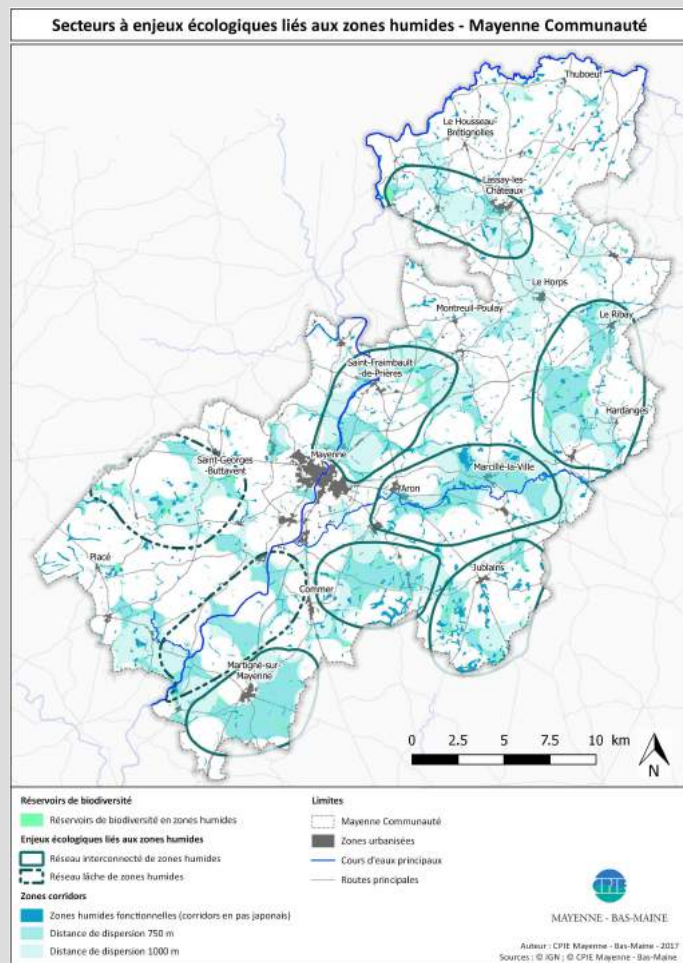 Secteurs à enjeux écologiques liés aux zones humides - Mayenne Communauté
Thuboeuf
Le Housseau-
Brétignolles
Lassay-les-
Châteaux
Le Horps
Montreuil-Poulay
Le Ribay
Saint-Fraimbault
-de-Prières
Hardanges
Mayenne
Saint-Georges-
Buttavent
Marcillé-la-Ville
Aron
Placé
Jublains
Commer
Martigné-sur
Mayenne
0 2.5 5 7.5 10 km
N
Réservoirs de biodiversité
Réservoirs de biodiversité en zones humides
Enjeux écologiques liés aux zones humides
Réseau interconnecté de zones humides
Réseau lâche de zones humides
Zones corridors
Zones humides fonctionnelles (corridors en pas japonais)
Distance de dispersion 750 m
Distance de dispersion 1000 m
Limites
Mayenne Communauté
Zones urbanisées
Cours d'eaux principaux
Routes principales
CPIE
MAYENNE - BAS-MAINE
Auteur : CPIE Mayenne - Bas-Maine - 2017
Sources : © IGN ; © CPIE Mayenne - Bas-Maine